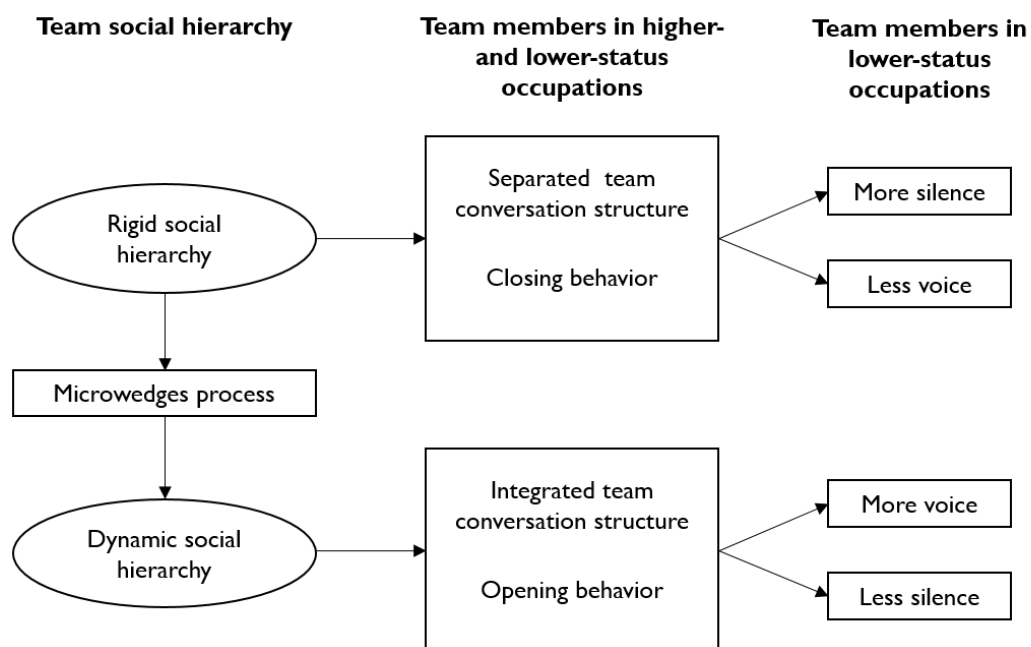 Team social hierarchy
Team members in higher-
and lower-status
occupations
Team members in
lower-status
occupations
Rigid social
hierarchy
Separated team
conversation structure
Closing behavior
More silence
Less voice
Microwedges process
Dynamic social
hierarchy
Integrated team
conversation structure
Opening behavior
More voice
Less silence